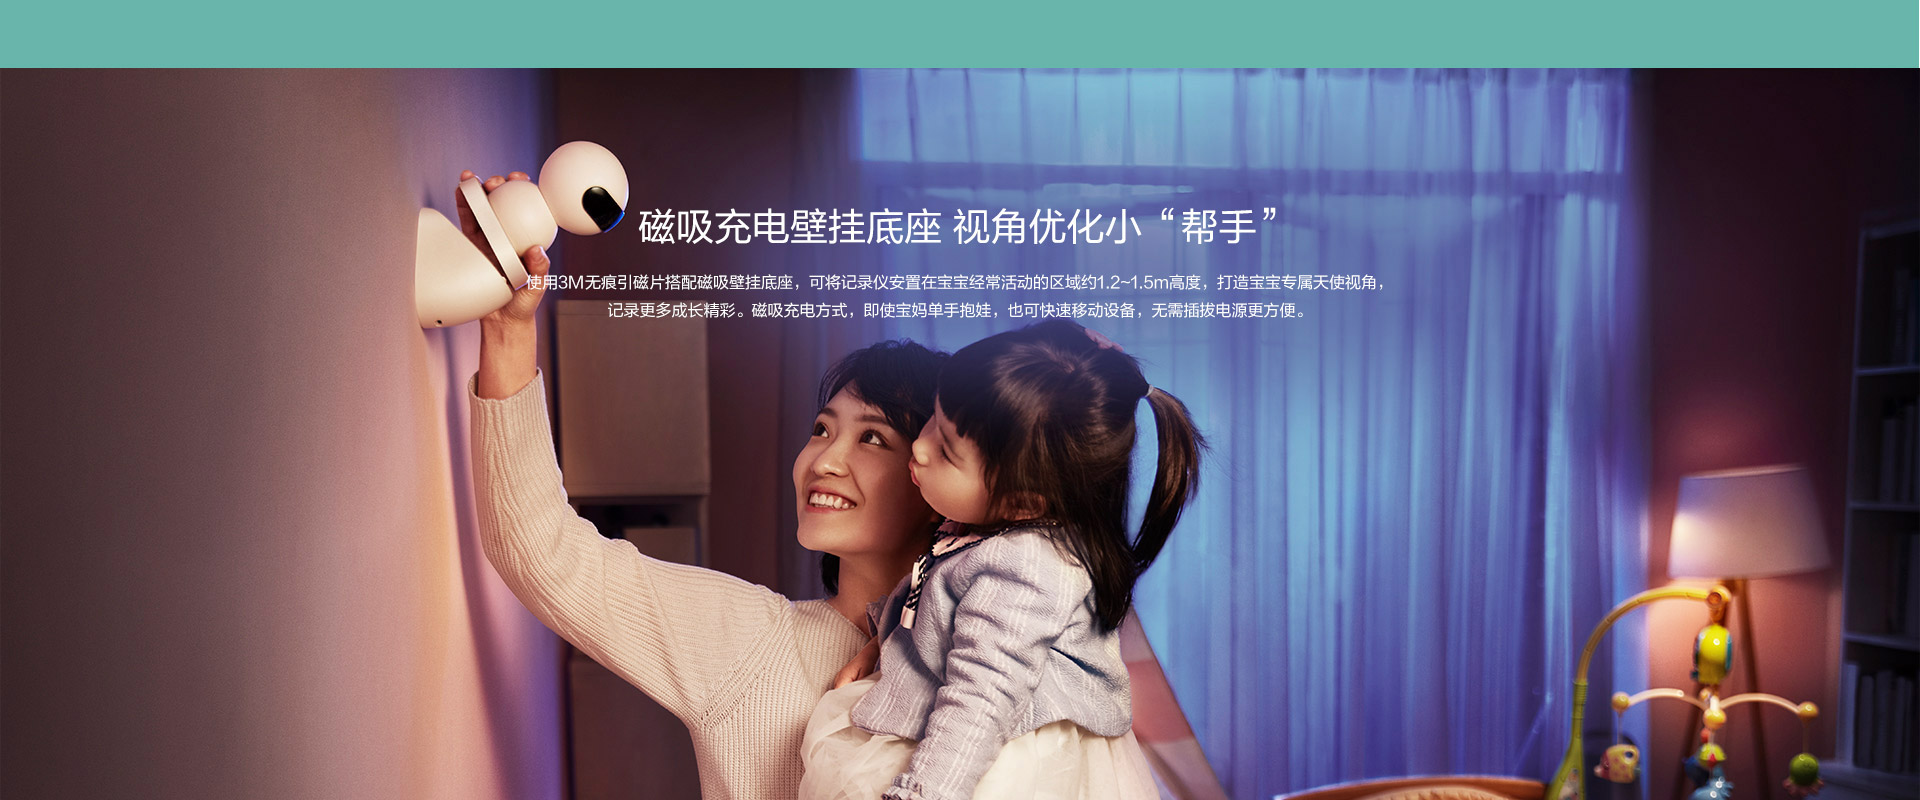 磁吸充电壁挂底座 视角优化小“帮手”
使用3M无痕引磁片搭配磁吸壁挂底座，可将记录仪安置在宝宝经常活动的区域约1.2~1.5m高度，打造宝宝专属天使视角，
记录更多成长精彩。磁吸充电方式，即使宝妈单手抱娃，也可快速移动设备，无需插拔电源更方便。